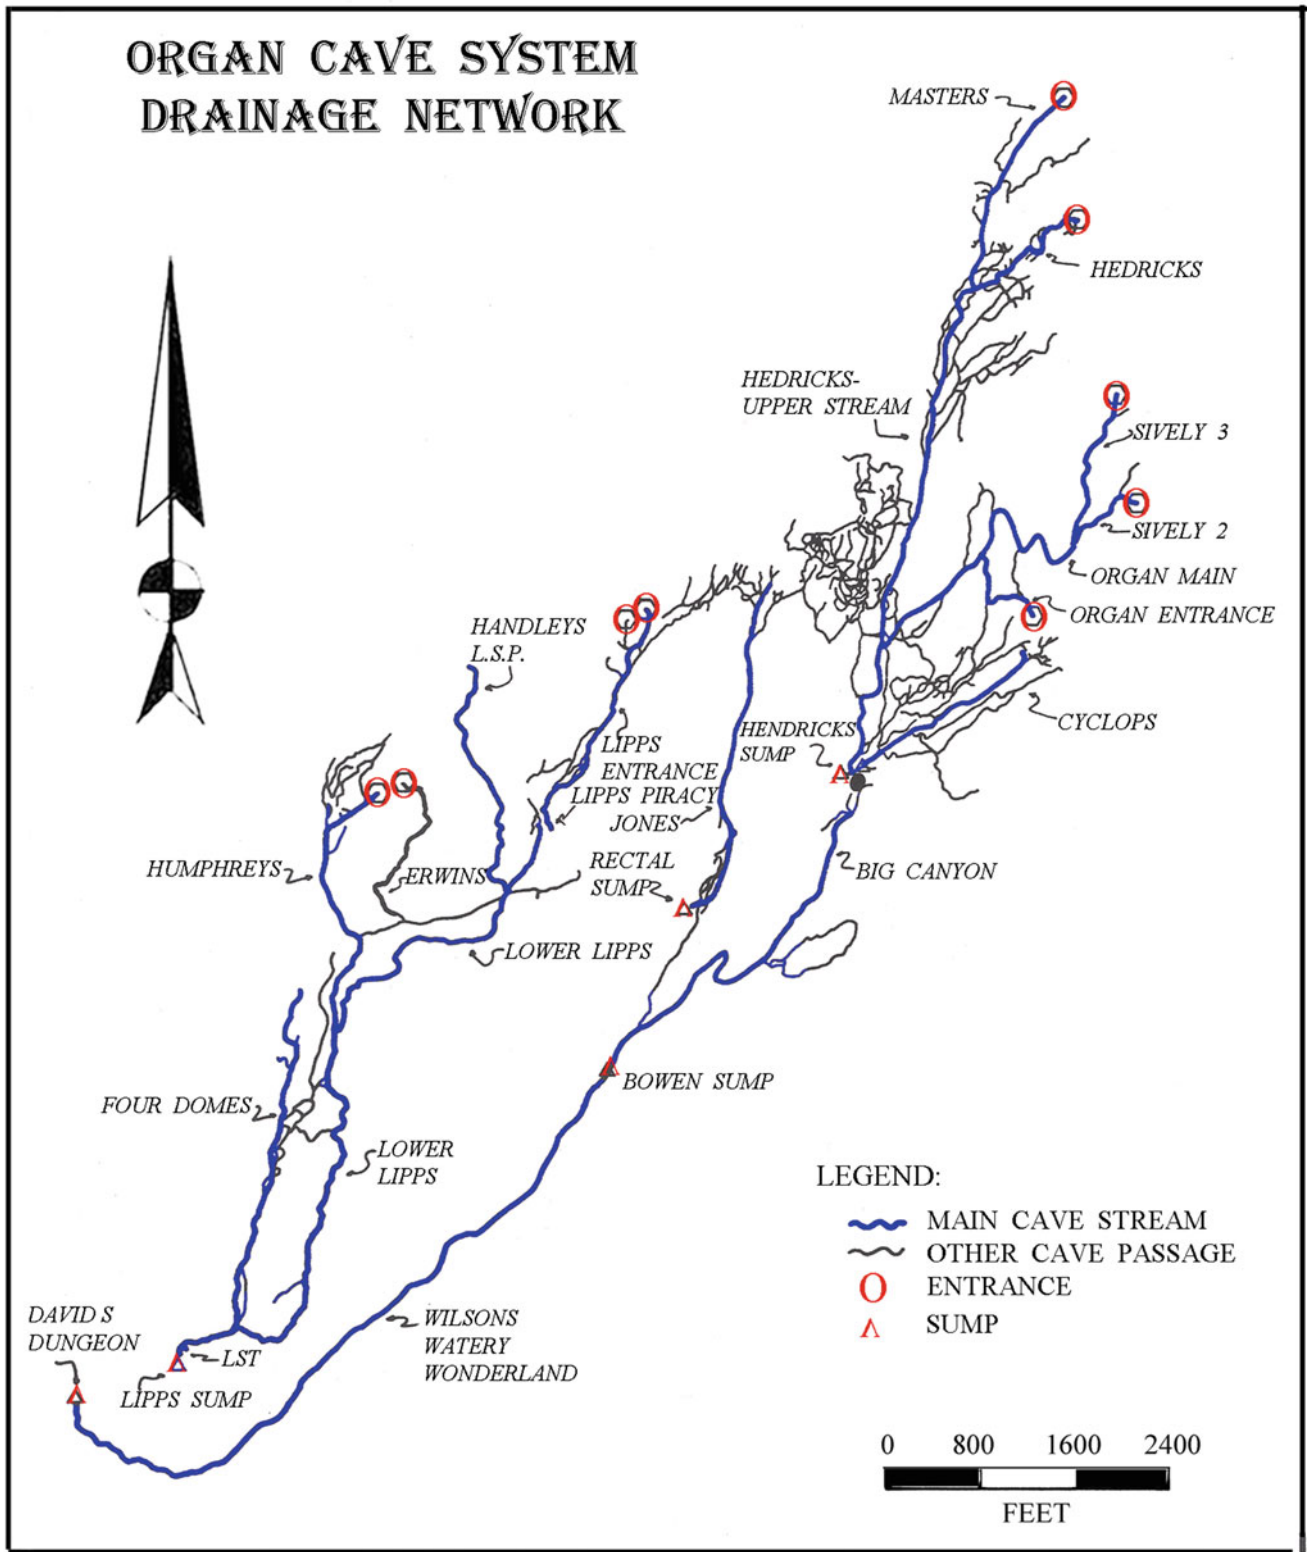 ORGAN CAVE SYSTEM
DRAINAGE NETWORK
MASTERS
HEDRICKS
HEDRICKS-
UPPER STREAM
SIVELY 3
SIVELY 2
ORGAN MAIN
ORGAN ENTRANCE
HANDLEYS
L.S.P.
CYCLOPS
HENDRICKS
SUMP
LIPPS
ENTRANCE
LIPPS PIRACY
JONES
RECTAL
SUMP
BIG CANYON
HUMPHREYS
ERWINS
LOWER LIPPS
BOWEN SUMP
FOUR DOMES
LOWER
LIPPS
DAVID S
DUNGEON
LST
LIPPS SUMP
WILSONS
WATERY
WONDERLAND
LEGEND:
MAIN CAVE STREAM
OTHER CAVE PASSAGE
ENTRANCE
SUMP
0 800 1600 2400
FEET